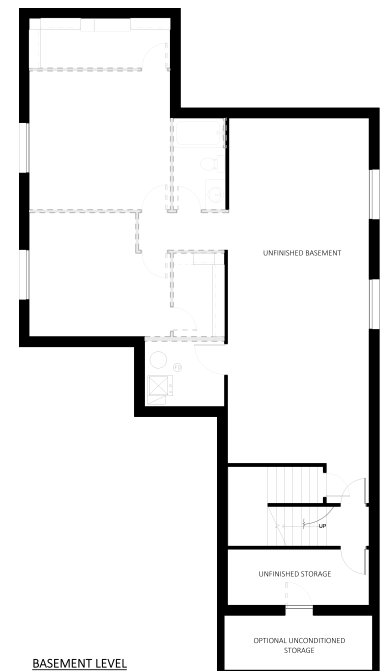 UNFINISHED BASEMENT
UP
UNFINISHED STORAGE
OPTIONAL UNCONDITIONED
STORAGE
BASEMENT LEVEL